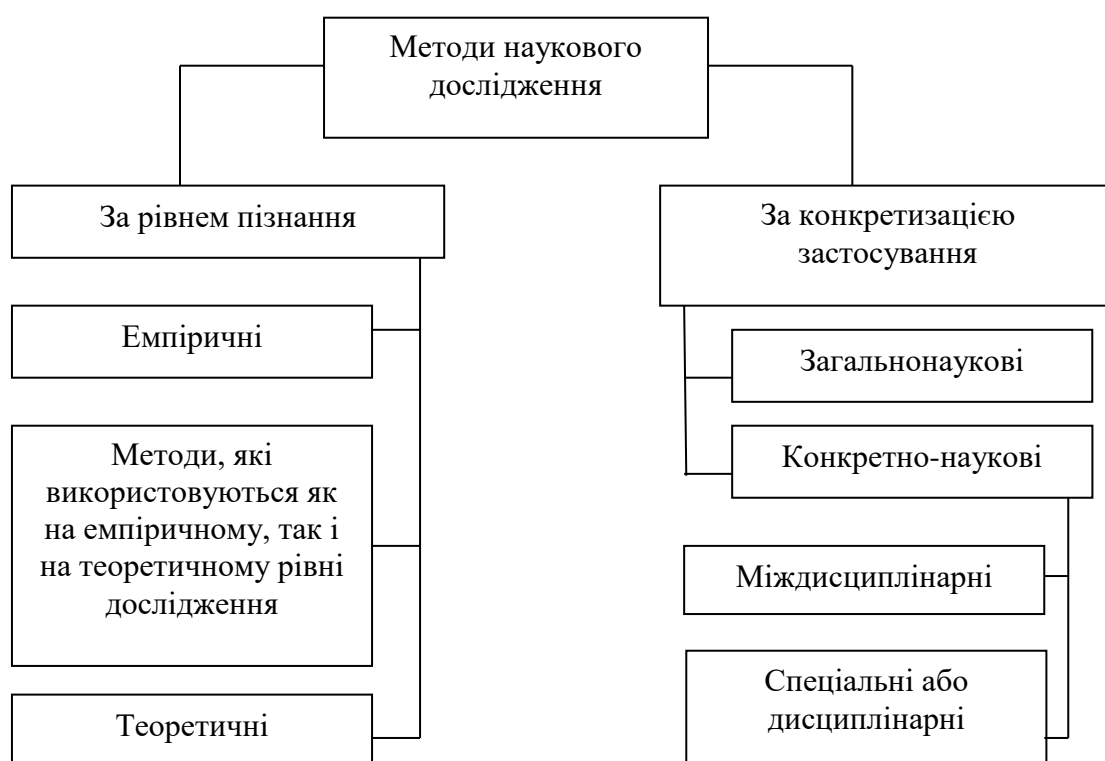 Методи наукового
дослідження
За рівнем пізнання
Емпіричні
Методи, які
використовуються як
на емпіричному, так і
на теоретичному рівні
дослідження
Теоретичні
За конкретизацією
застосування
Загальнонаукові
Конкретно-наукові
Міждисциплінарні
Спеціальні або
дисциплінарні